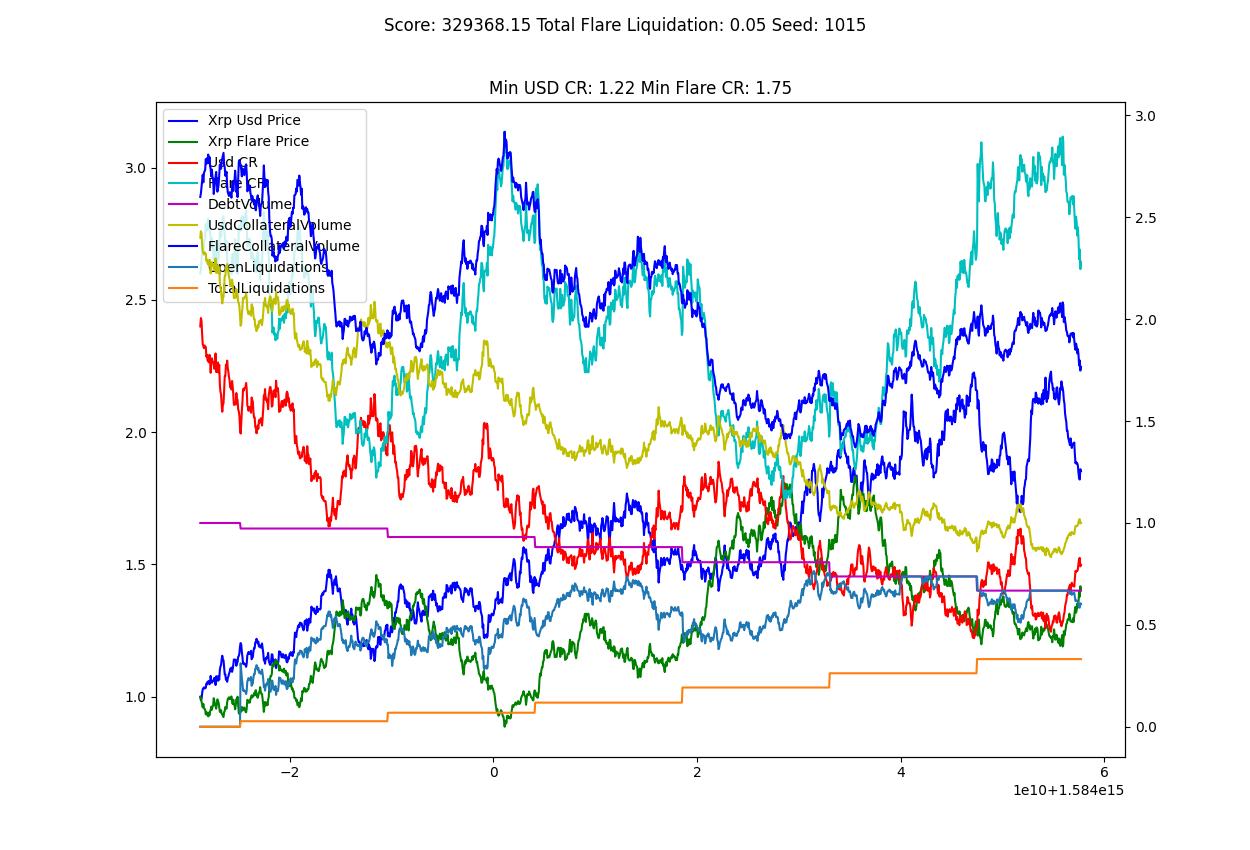 Score: 329368.15 Total Flare Liquidation: 0.05 Seed: 1015
Min USD CR: 1.22 Min Flare CR: 1.75
Xrp Usd Price
Xrp Flare Price
Usd CR
Flare CR
DebtVolume
UsdCollateralVolume
FlareCollateralVolume
OpenLiquidations
TotalLiquidations
3.0
2.5
2.0
1.5
1.0
3.0
2.5
2.0
1.5
1.0
0.5
0.0
−2 0 2 4 6
1e10+1.584e15